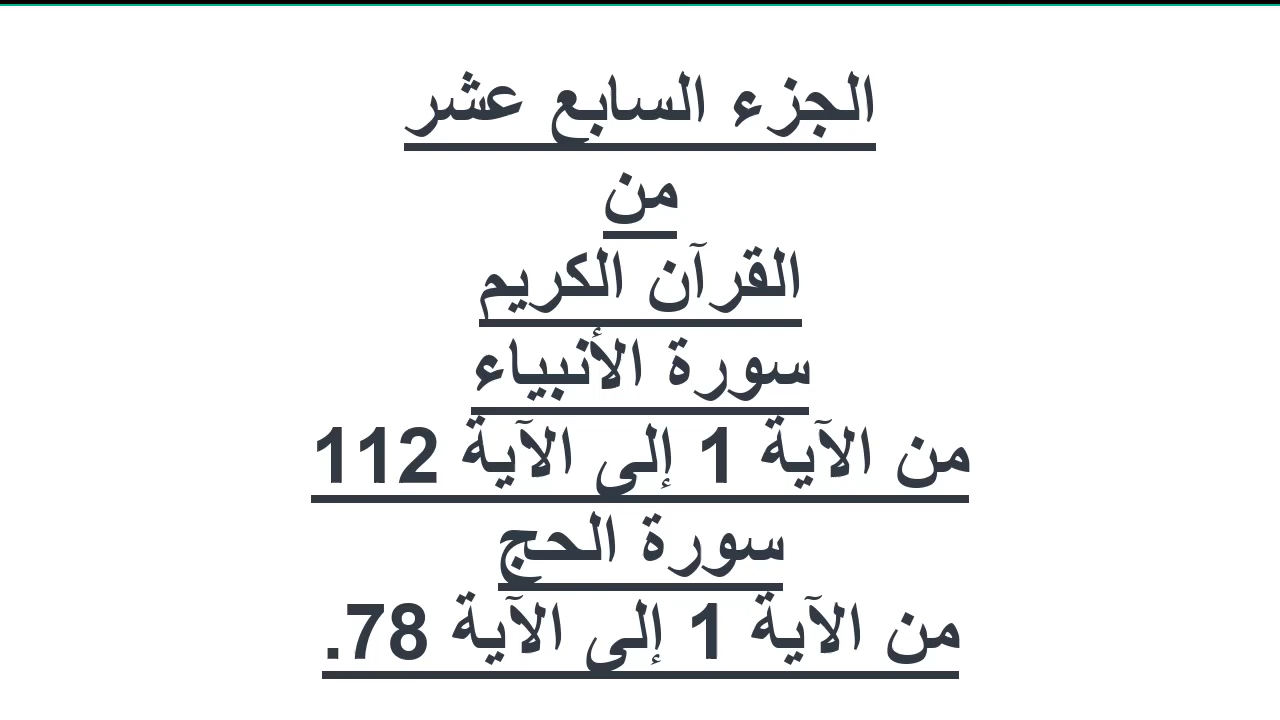 الجزء السابع عشر
من
القرآن الكريم
سورة الأنبياء
من الآية 1 إلى الآية 112
سورة الحج
من الآية 1 إلى الآية 78.